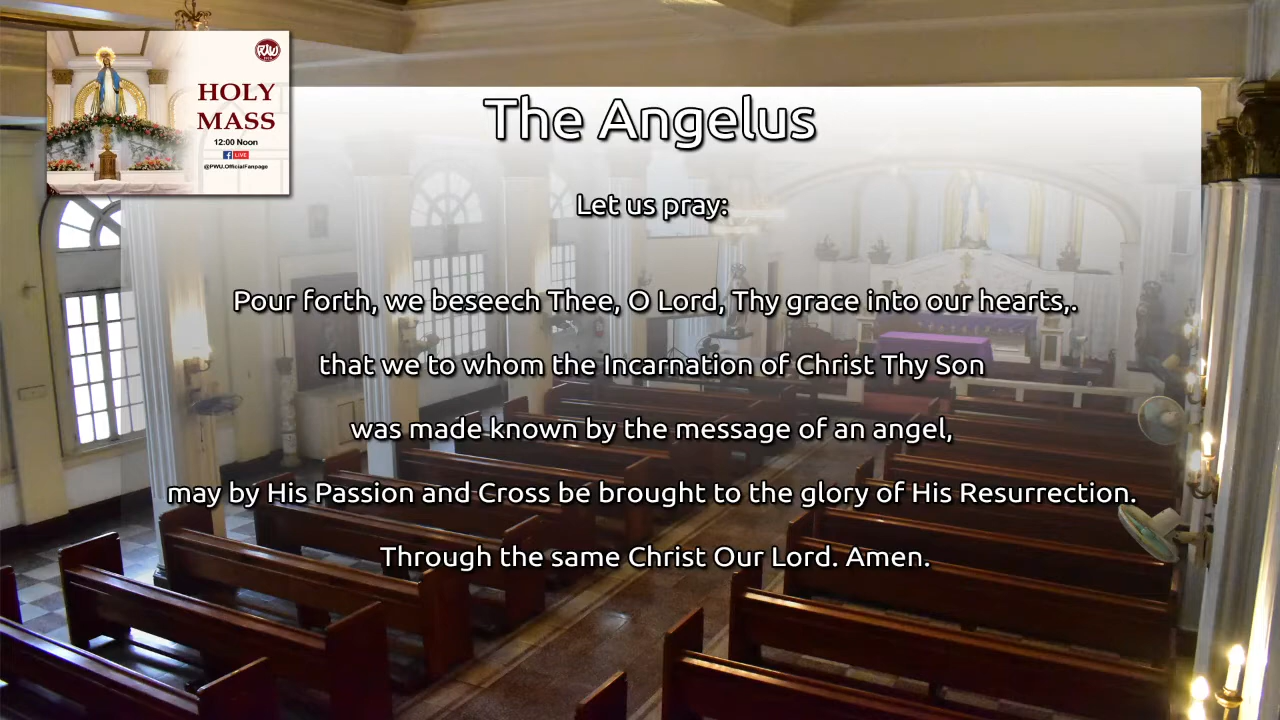 PWU
HOLY
MASS
12:00 Noon
f LIVE
@PWU.OfficialFanpage
The Angelus
Let us pray:
Pour forth, we beseech Thee, O Lord, Thy grace into our hearts,.
that we to whom the Incarnation of Christ Thy Son
was made known by the message of an angel,
may by His Passion and Cross be brought to the glory of His Resurrection.
Through the same Christ Our Lord. Amen.